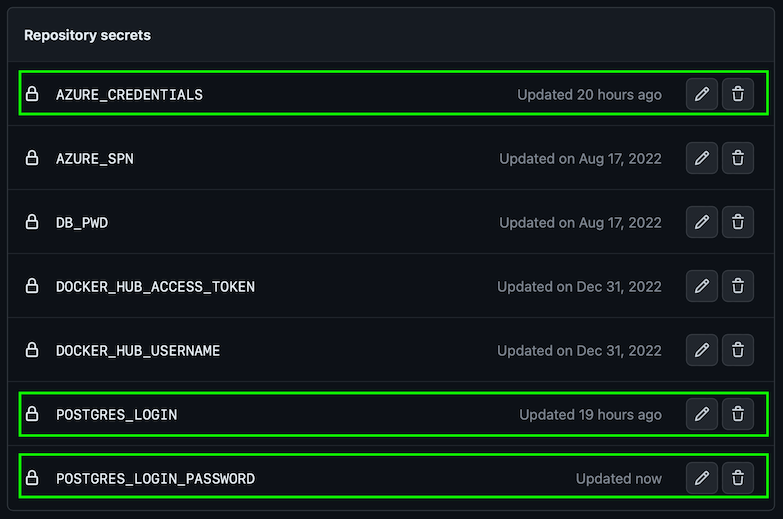 Repository secrets
AZURE_CREDENTIALS Updated 20 hours ago
AZURE_SPN Updated on Aug 17, 2022
DB_PWD Updated on Aug 17, 2022
DOCKER_HUB_ACCESS_TOKEN Updated on Dec 31, 2022
DOCKER_HUB_USERNAME Updated on Dec 31, 2022
POSTGRES_LOGIN Updated 19 hours ago
POSTGRES_LOGIN_PASSWORD Updated now